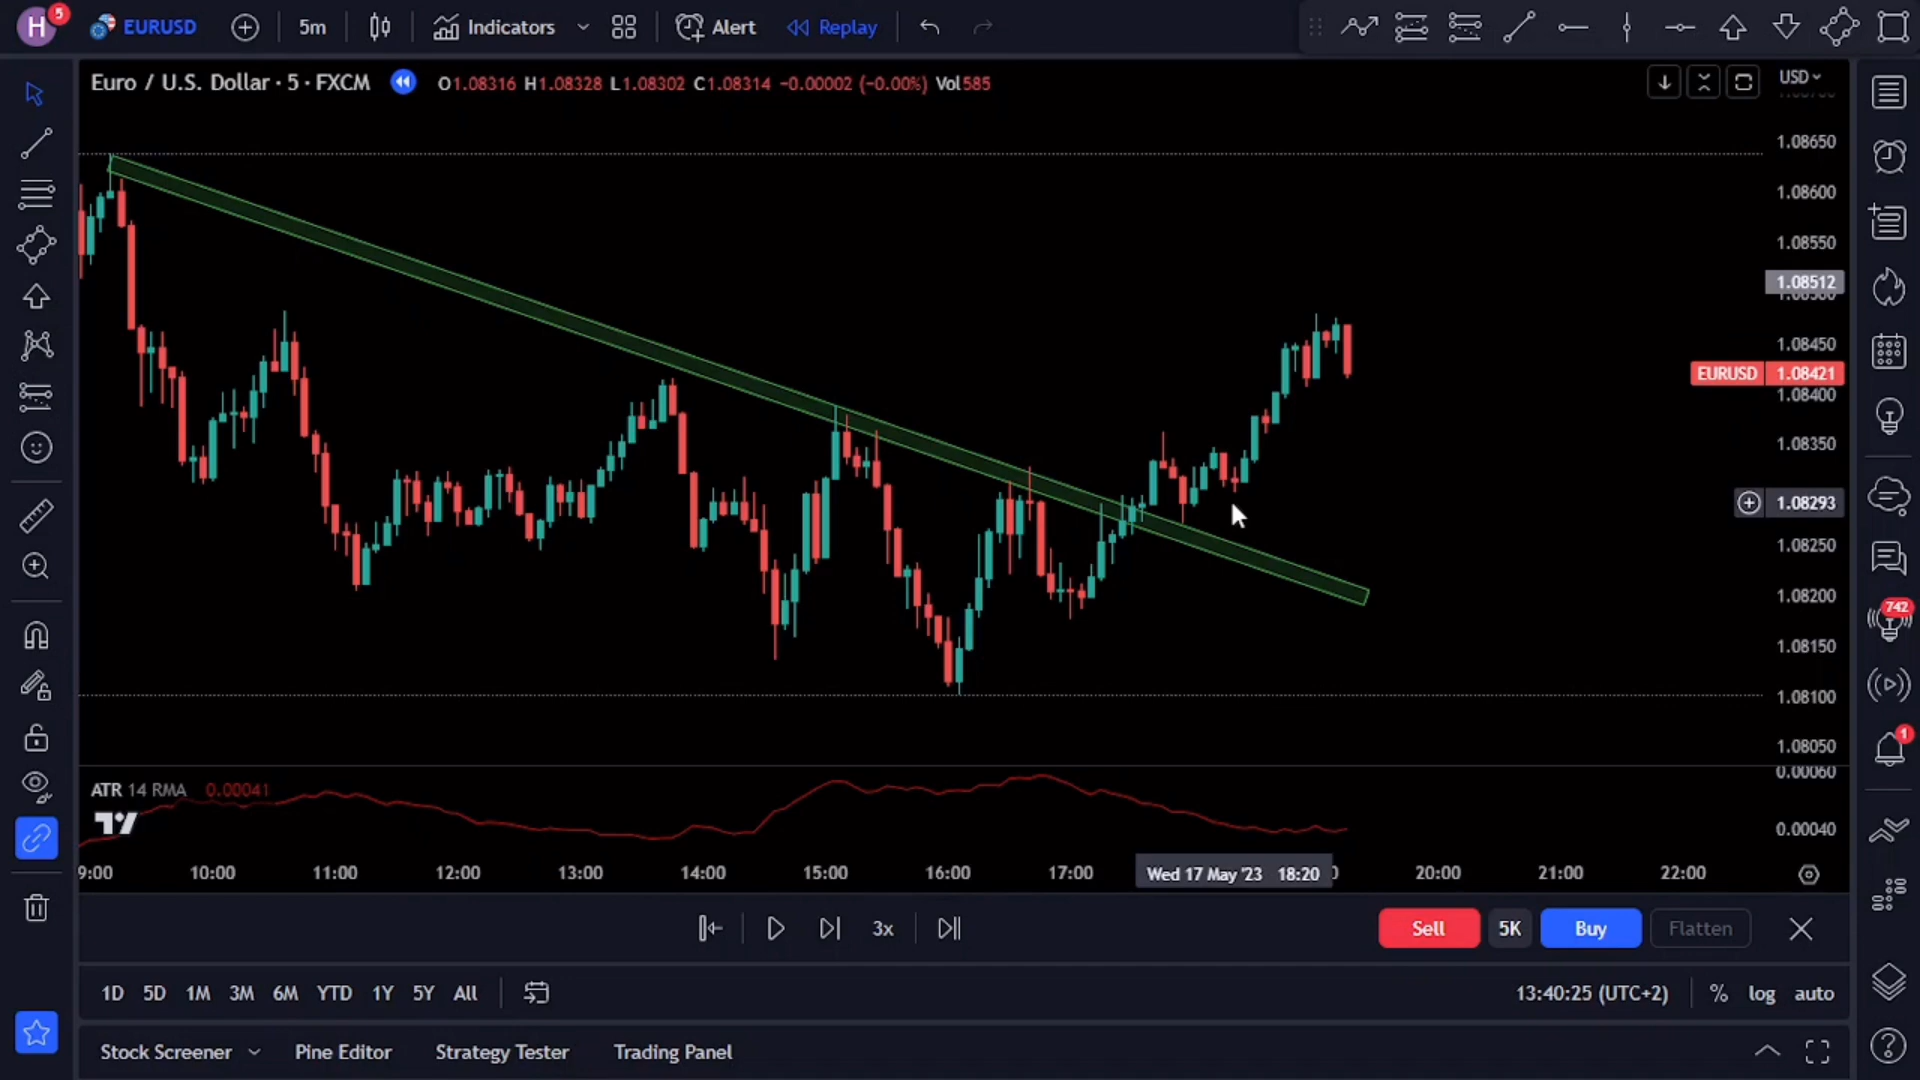 H 5 EURUSD 5m Indicators Alert Replay
Euro / U.S. Dollar · 5 · FXCM O1.08316 H1.08328 L1.08302 C1.08314 −0.00002 (−0.00%) Vol585 USD
1.08650
1.08600
1.08550
1.08512
1.08450
EURUSD 1.08421
1.08400
1.08350
1.08293
1.08250
1.08200
742
1.08150
1.08100
1
1.08050
0.00060
ATR 14 RMA 0.00041
0.00040
9:00 10:00 11:00 12:00 13:00 14:00 15:00 16:00 17:00 Wed 17 May '23 18:20 20:00 21:00 22:00
3x Sell 5K Buy Flatten
1D 5D 1M 3M 6M YTD 1Y 5Y All 13:40:25 (UTC+2) % log auto
Stock Screener Pine Editor Strategy Tester Trading Panel